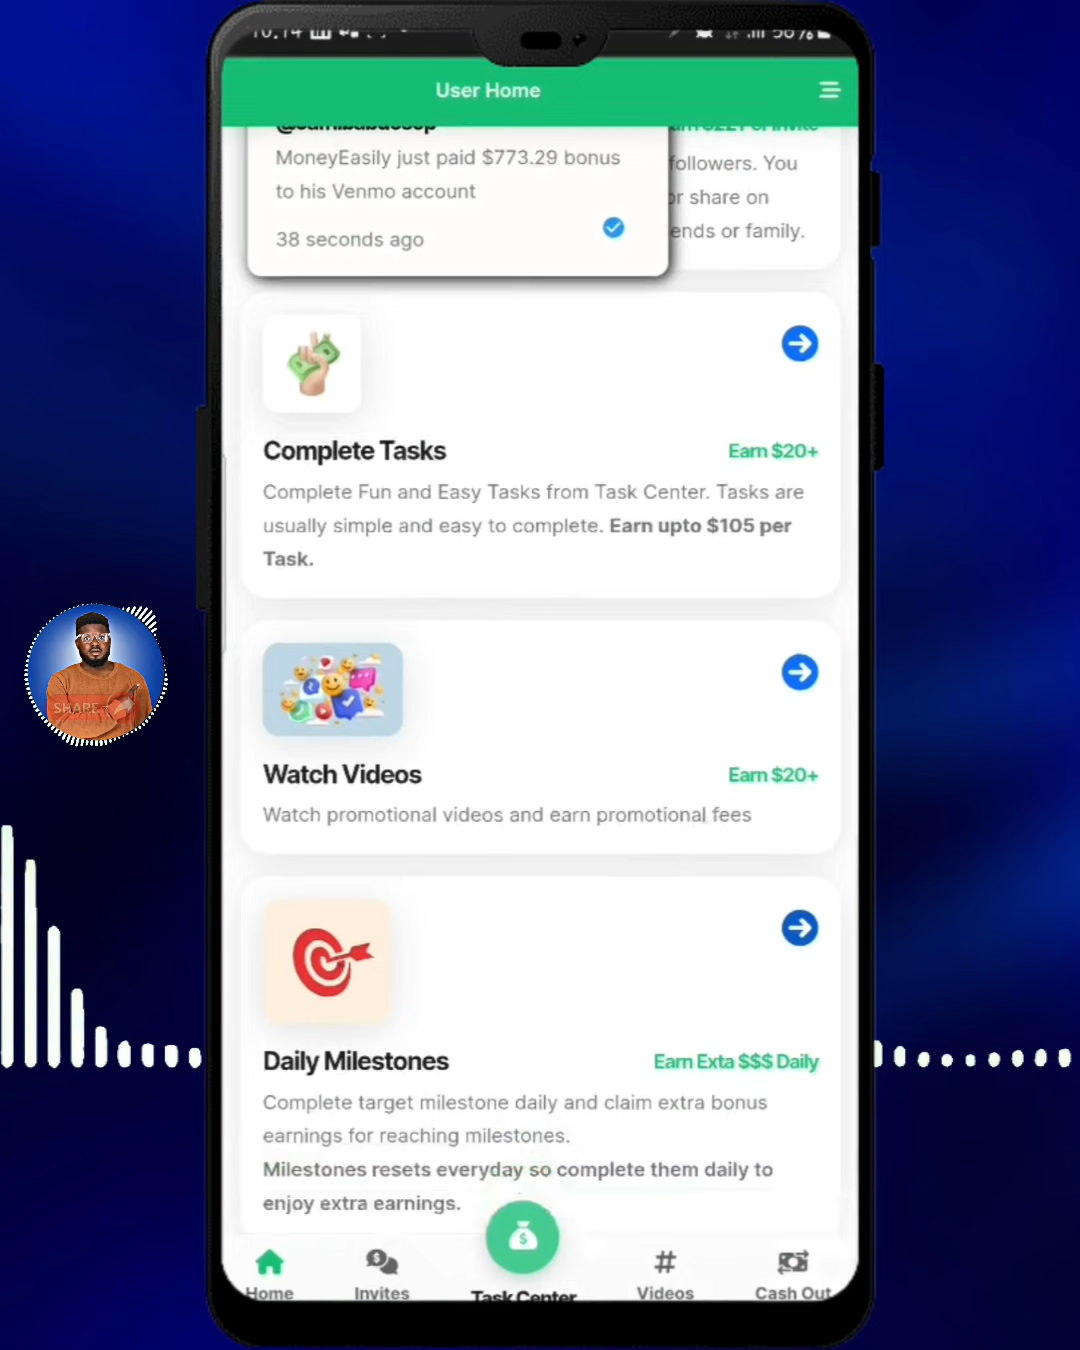 User Home
MoneyEasily just paid $773.29 bonus
to his Venmo account
38 seconds ago
followers. You
or share on
ends or family.
Complete Tasks
Earn $20+
Complete Fun and Easy Tasks from Task Center. Tasks are
usually simple and easy to complete. Earn upto $105 per
Task.
Watch Videos
Earn $20+
Watch promotional videos and earn promotional fees
SHARE
Daily Milestones
Earn Exta $$$ Daily
Complete target milestone daily and claim extra bonus
earnings for reaching milestones.
Milestones resets everyday so complete them daily to
enjoy extra earnings.
Home
Invites
Task Center
Videos
Cash Out